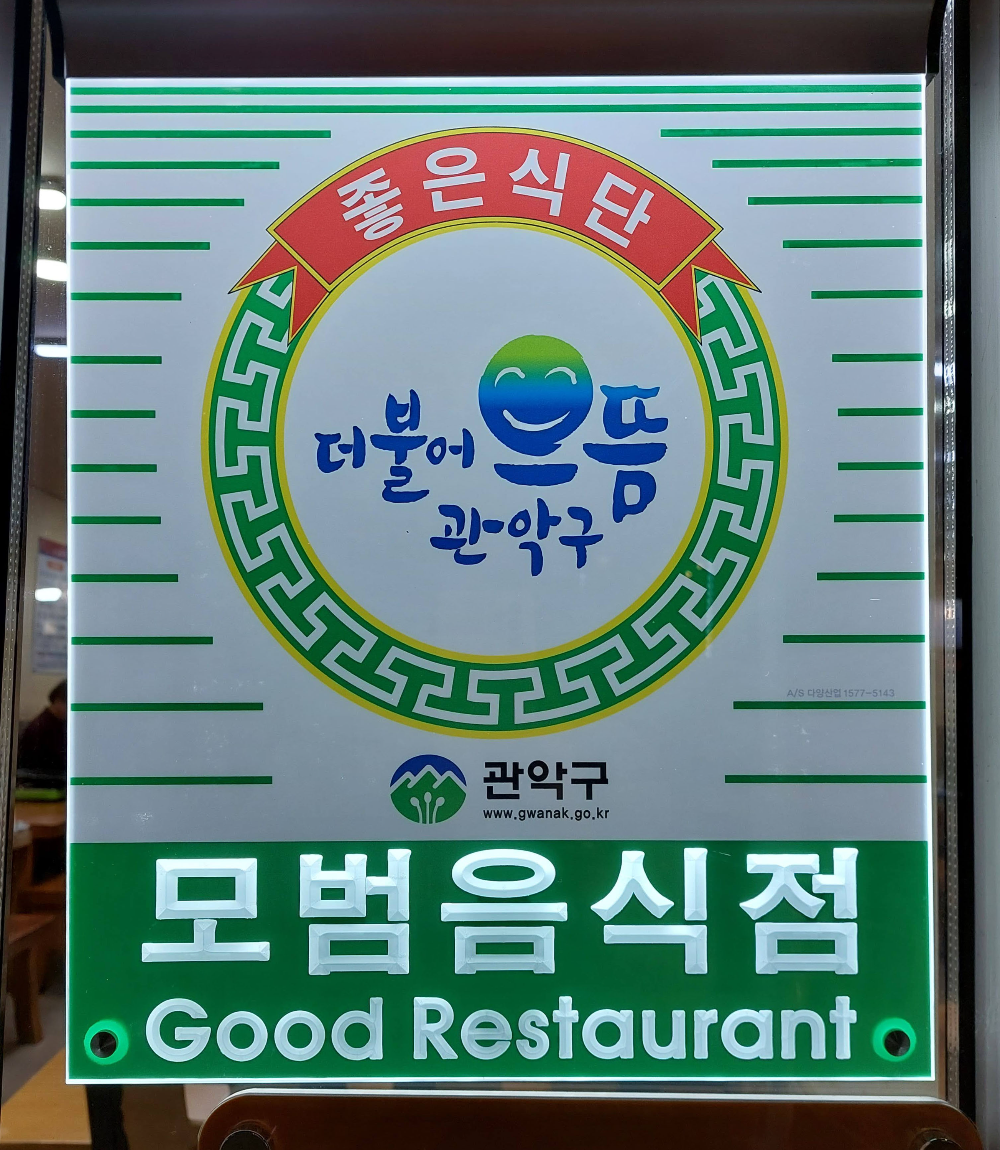 좋은식단
더불어 으뜸
관악구
A/S 다양산업 1577-5143
관악구
www.gwanak.go.kr
모범음식점
Good Restaurant